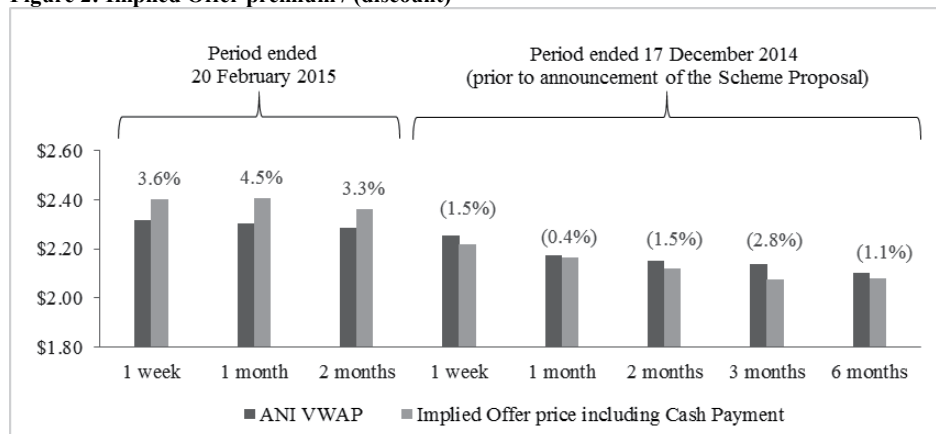 Figure 2: Implied Offer premium / (discount)
Period ended
20 February 2015
Period ended 17 December 2014
(prior to announcement of the Scheme Proposal)
$2.60
$2.40
$2.20
$2.00
$1.80
3.6%
4.5%
3.3%
(1.5%)
(0.4%)
(1.5%)
(2.8%)
(1.1%)
1 week
1 month
2 months
1 week
1 month
2 months
3 months
6 months
ANI VWAP
Implied Offer price including Cash Payment